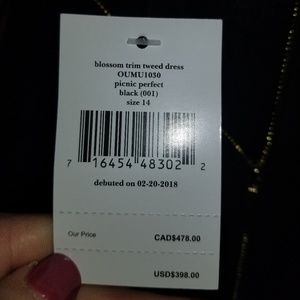 blossom trim tweed dress
OUMU1030
picnic perfect
black (001)
size 14
7 16454 48302 2
debuted on 02-20-2018
Our Price CAD$478.00
USD$398.00